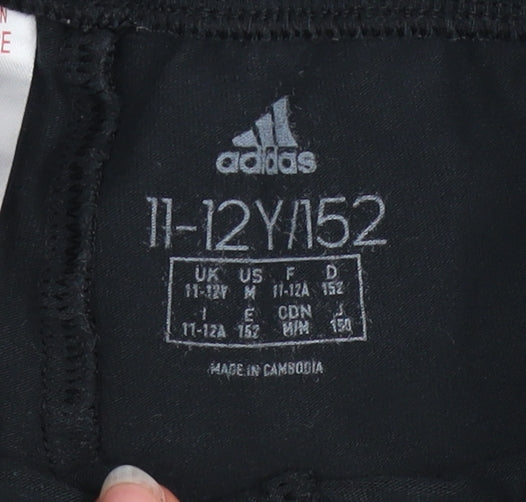 N
E
adidas
11-12Y/152
UK US F D
11-12Y M 11-12A 152
I E CDN J
11-12A 152 M/M 150
MADE IN CAMBODIA